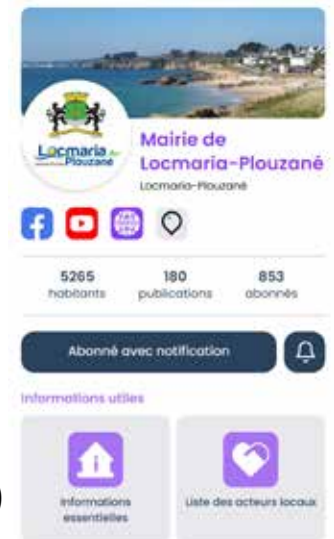 Locmaria
Plouzané
Mairie de
Locmaria-Plouzané
Locmaria-Plouzané
5265
habitants
180
publications
853
abonnés
Abonné avec notification
Informations utiles
Informations
essentielles
Liste des acteurs locaux
)